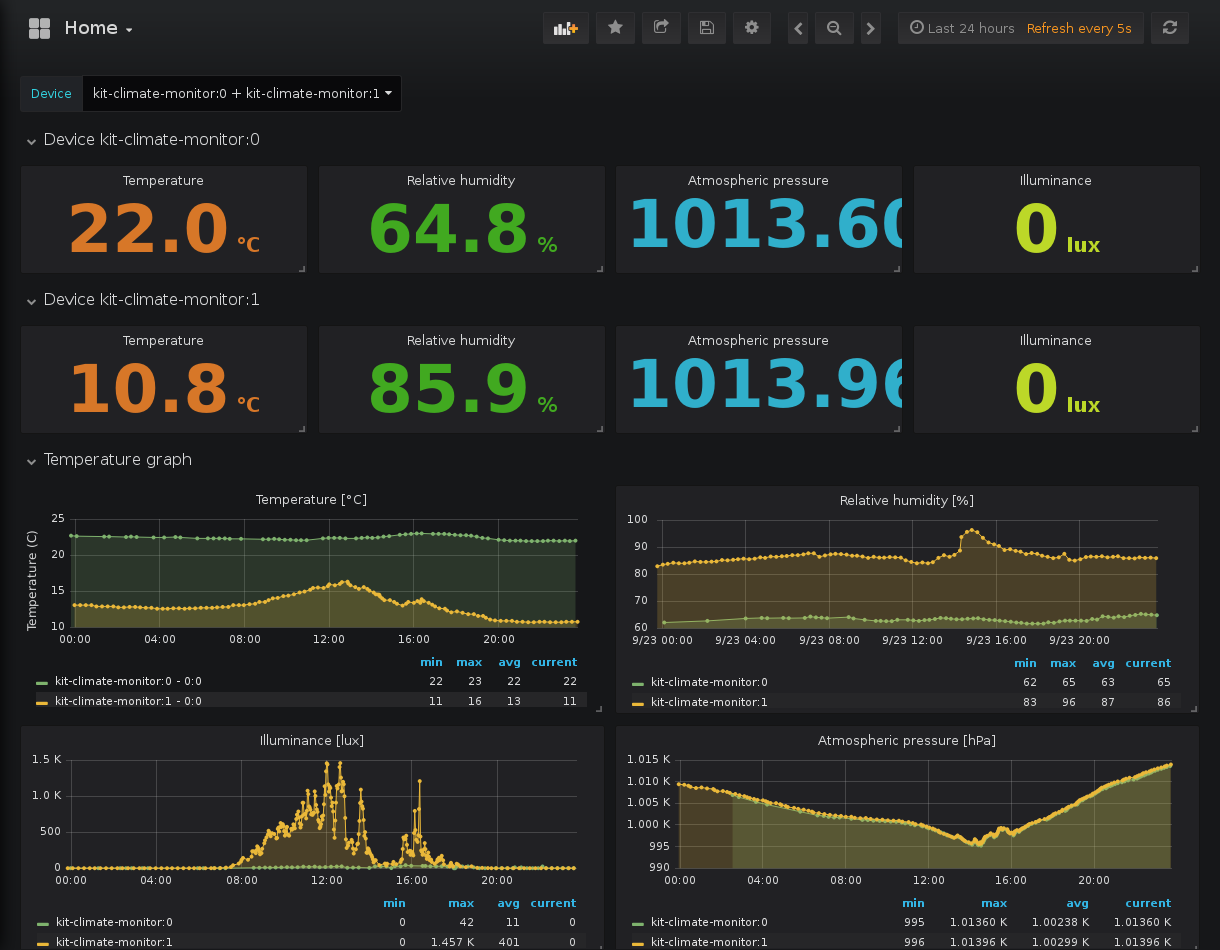 Home
Last 24 hours Refresh every 5s
Device kit-climate-monitor:0 + kit-climate-monitor:1
Device kit-climate-monitor:0
Temperature Relative humidity Atmospheric pressure Illuminance
22.0 °C 64.8 % 1013.60 0 lux
Device kit-climate-monitor:1
Temperature Relative humidity Atmospheric pressure Illuminance
10.8 °C 85.9 % 1013.96 0 lux
Temperature graph
Temperature [°C]
Temperature (C)
25
20
15
10
00:00 04:00 08:00 12:00 16:00 20:00
min max avg current
kit-climate-monitor:0 - 0:0 22 23 22 22
kit-climate-monitor:1 - 0:0 11 16 13 11
Relative humidity [%]
100
90
80
70
60
9/23 00:00 9/23 04:00 9/23 08:00 9/23 12:00 9/23 16:00 9/23 20:00
min max avg current
kit-climate-monitor:0 62 65 63 65
kit-climate-monitor:1 83 96 87 86
Illuminance [lux]
1.5 K
1.0 K
500
0
00:00 04:00 08:00 12:00 16:00 20:00
min max avg current
kit-climate-monitor:0 0 42 11 0
kit-climate-monitor:1 0 1.457 K 401 0
Atmospheric pressure [hPa]
1.015 K
1.010 K
1.005 K
1.000 K
995
990
00:00 04:00 08:00 12:00 16:00 20:00
min max avg current
kit-climate-monitor:0 995 1.01360 K 1.00238 K 1.01360 K
kit-climate-monitor:1 996 1.01396 K 1.00299 K 1.01396 K